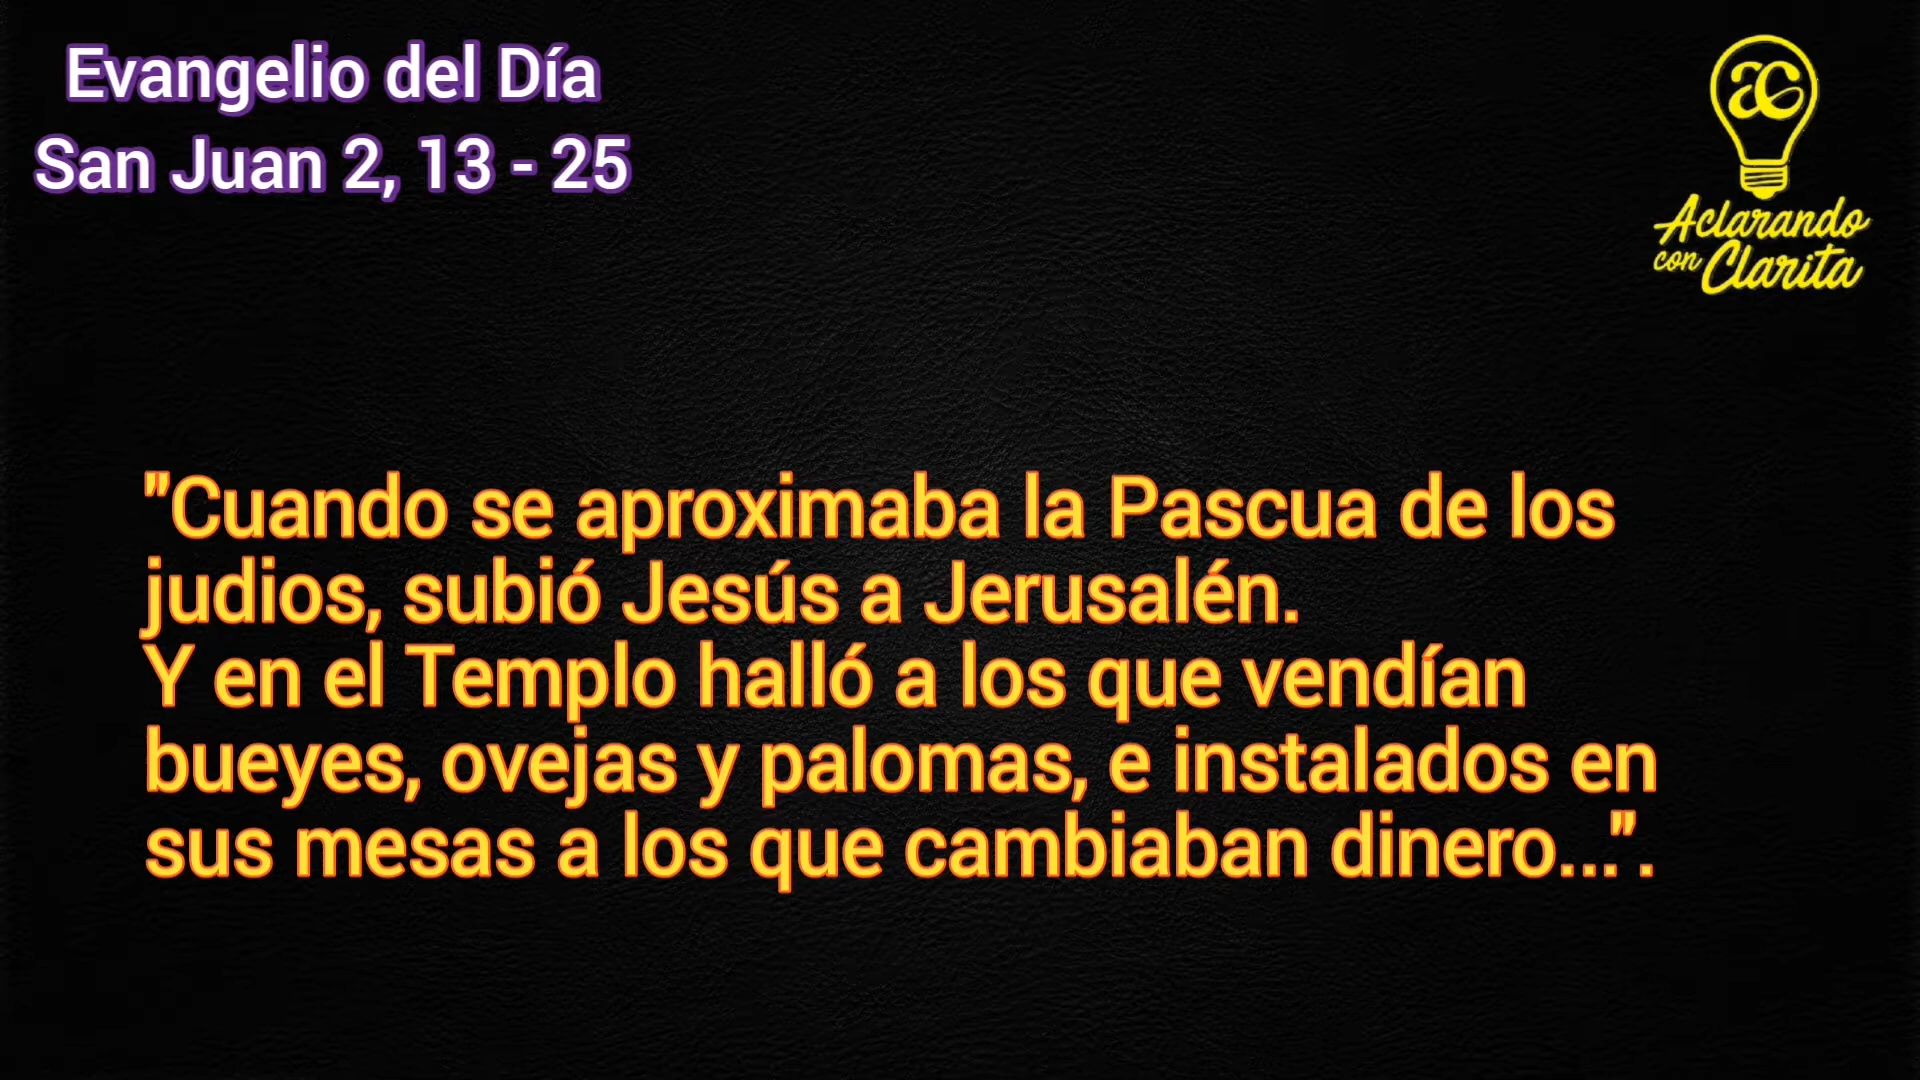 Evangelio del Día
San Juan 2, 13 - 25
ac
Aclarando
con Clarita
"Cuando se aproximaba la Pascua de los
judios, subió Jesús a Jerusalén.
Y en el Templo halló a los que vendían
bueyes, ovejas y palomas, e instalados en
sus mesas a los que cambiaban dinero...".